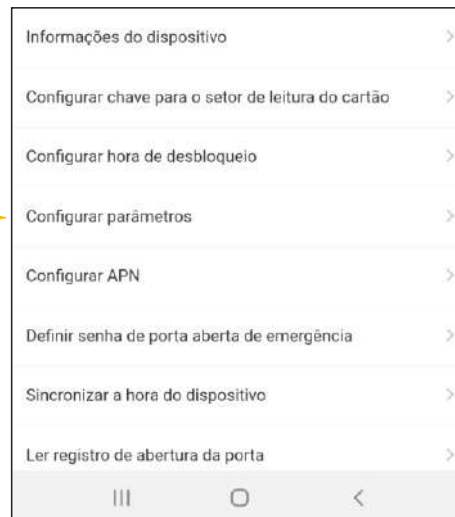 Informações do dispositivo
Configurar chave para o setor de leitura do cartão
Configurar hora de desbloqueio
Configurar parâmetros
Configurar APN
Definir senha de porta aberta de emergência
Sincronizar a hora do dispositivo
Ler registro de abertura da porta